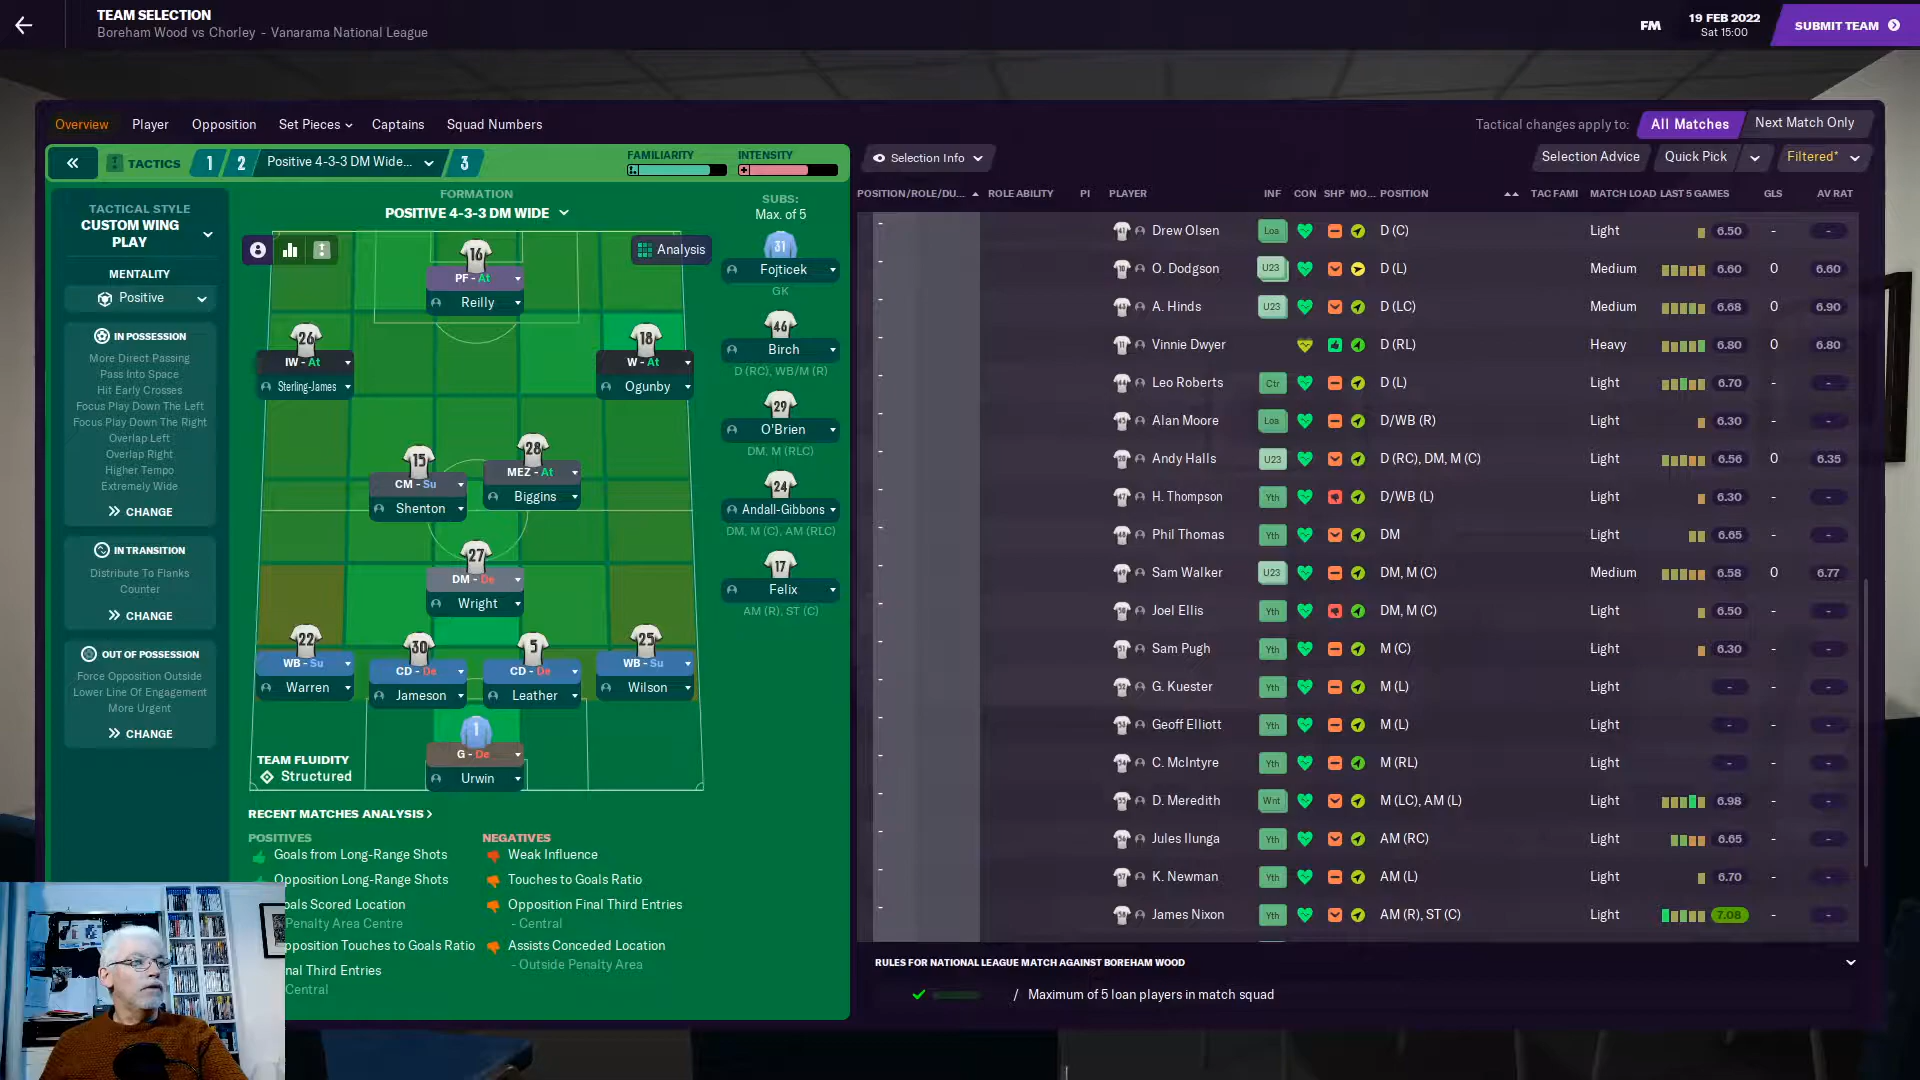 TEAM SELECTION
Boreham Wood vs Chorley - Vanarama National League
FM
19 FEB 2022
Sat 15:00
SUBMIT TEAM
Overview
Player
Opposition
Set Pieces
Captains
Squad Numbers
Tactical changes apply to:
All Matches
Next Match Only
TACTICS
1
2
Positive 4-3-3 DM Wide...
3
FAMILIARITY
INTENSITY
Selection Info
Selection Advice
Quick Pick
Filtered*
TACTICAL STYLE
CUSTOM WING
PLAY
MENTALITY
Positive
IN POSSESSION
More Direct Passing
Pass Into Space
Hit Early Crosses
Focus Play Down The Left
Focus Play Down The Right
Overlap Left
Overlap Right
Higher Tempo
Extremely Wide
CHANGE
IN TRANSITION
Distribute To Flanks
Counter
CHANGE
OUT OF POSSESSION
Force Opposition Outside
Lower Line Of Engagement
More Urgent
CHANGE
FORMATION
POSITIVE 4-3-3 DM WIDE
Analysis
16
PF - At
Reilly
26
IW - At
Sterling-James
18
W - At
Ogunby
15
CM - Su
Shenton
28
MEZ - At
Biggins
27
DM - De
Wright
22
WB - Su
Warren
30
CD - De
Jameson
5
CD - De
Leather
25
WB - Su
Wilson
1
G - De
Urwin
TEAM FLUIDITY
Structured
SUBS:
Max. of 5
31
Fojticek
GK
46
Birch
D (RC), WB/M (R)
29
O'Brien
DM, M (RLC)
24
Andall-Gibbons
DM, M (C), AM (RLC)
17
Felix
AM (R), ST (C)
RECENT MATCHES ANALYSIS >
POSITIVES
Goals from Long-Range Shots
Opposition Long-Range Shots
oals Scored Location
Penalty Area Centre
pposition Touches to Goals Ratio
nal Third Entries
Central
NEGATIVES
Weak Influence
Touches to Goals Ratio
Opposition Final Third Entries
- Central
Assists Conceded Location
- Outside Penalty Area
POSITION/ROLE/DU... ROLE ABILITY PI PLAYER INF CON SHP MO... POSITION TAC FAMI MATCH LOAD LAST 5 GAMES GLS AV RAT
- Drew Olsen Loa D (C) Light 6.50 - -
- O. Dodgson U23 D (L) Medium 6.60 0 6.60
- A. Hinds U23 D (LC) Medium 6.68 0 6.90
- Vinnie Dwyer D (RL) Heavy 6.80 0 6.80
- Leo Roberts Ctr D (L) Light 6.70 - -
- Alan Moore Loa D/WB (R) Light 6.30 - -
- Andy Halls U23 D (RC), DM, M (C) Light 6.56 0 6.35
- H. Thompson Yth D/WB (L) Light 6.30 - -
- Phil Thomas Yth DM Light 6.65 - -
- Sam Walker U23 DM, M (C) Medium 6.58 0 6.77
- Joel Ellis Yth DM, M (C) Light 6.50 - -
- Sam Pugh Yth M (C) Light 6.30 - -
- G. Kuester Yth M (L) Light - - -
- Geoff Elliott Yth M (L) Light - - -
- C. McIntyre Yth M (RL) Light - - -
- D. Meredith Wnt M (LC), AM (L) Light 6.98 - -
- Jules Ilunga Yth AM (RC) Light 6.65 - -
- K. Newman Yth AM (L) Light 6.70 - -
- James Nixon Yth AM (R), ST (C) Light 7.08 - -
RULES FOR NATIONAL LEAGUE MATCH AGAINST BOREHAM WOOD
/ Maximum of 5 loan players in match squad